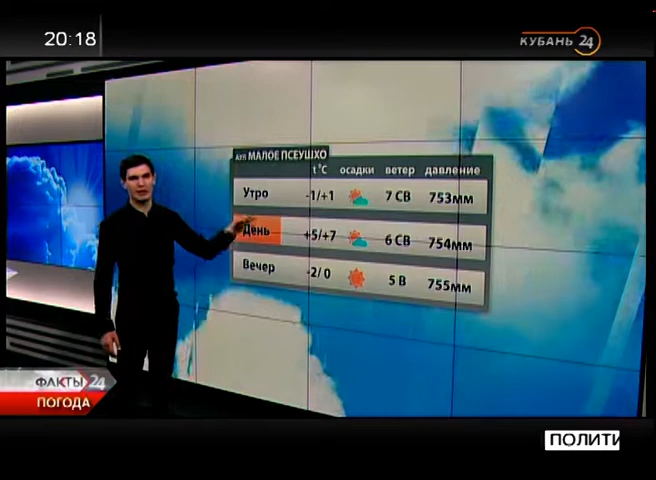 20:18
КУБАНЬ 24
АУЛ МАЛОЕ ПСЕУШХО
t°C осадки ветер давление
Утро -1/+1 7 СВ 753мм
День +5/+7 6 СВ 754мм
Вечер -2/0 5 В 755мм
ФАКТЫ 24
ПОГОДА
ПОЛИТИ